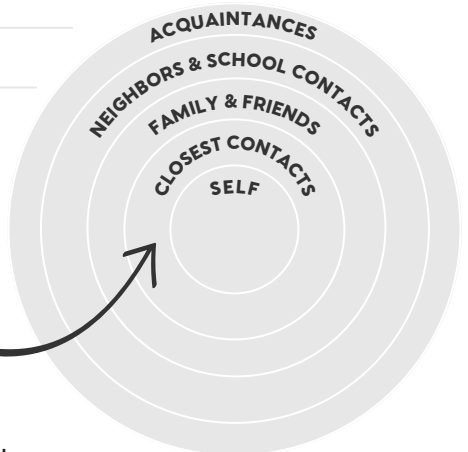 ACQUAINTANCES
NEIGHBORS & SCHOOL CONTACTS
FAMILY & FRIENDS
CLOSEST CONTACTS
SELF